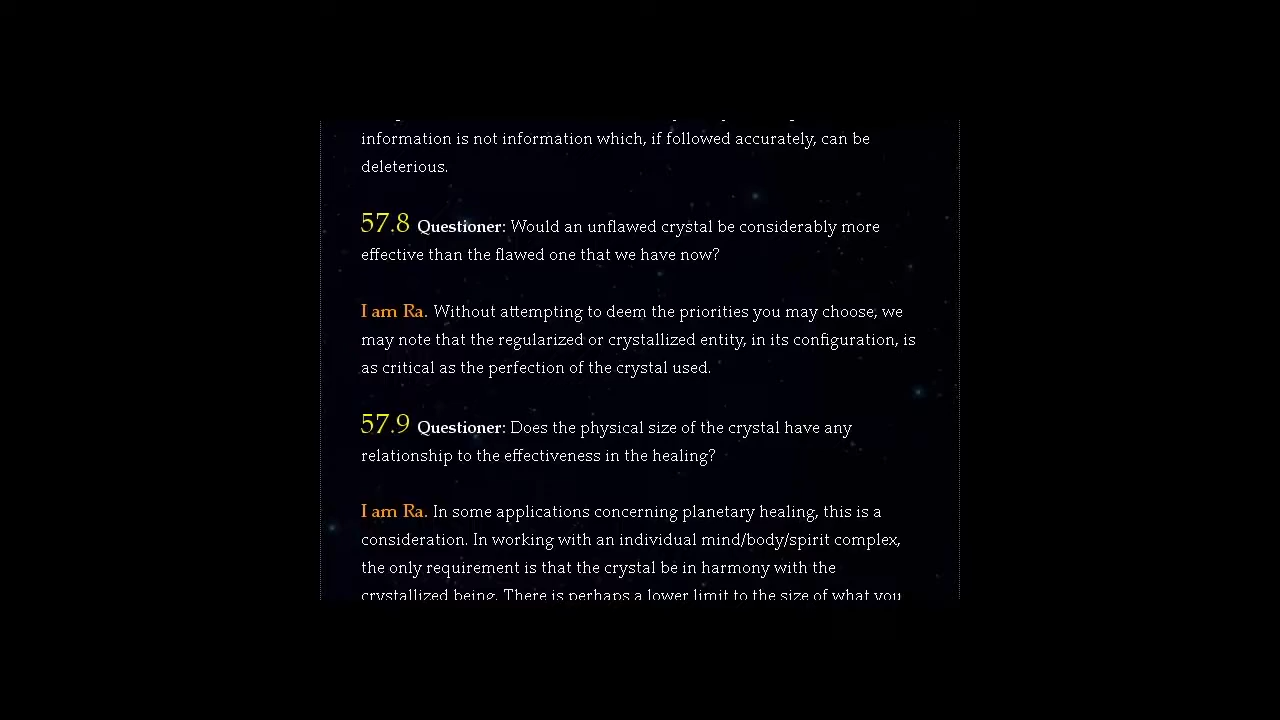 information is not information which, if followed accurately, can be
deleterious.
57.8 Questioner: Would an unflawed crystal be considerably more
effective than the flawed one that we have now?
I am Ra. Without attempting to deem the priorities you may choose, we
may note that the regularized or crystallized entity, in its configuration, is
as critical as the perfection of the crystal used.
57.9 Questioner: Does the physical size of the crystal have any
relationship to the effectiveness in the healing?
I am Ra. In some applications concerning planetary healing, this is a
consideration. In working with an individual mind/body/spirit complex,
the only requirement is that the crystal be in harmony with the
crystallized being. There is perhaps a lower limit to the size of what you